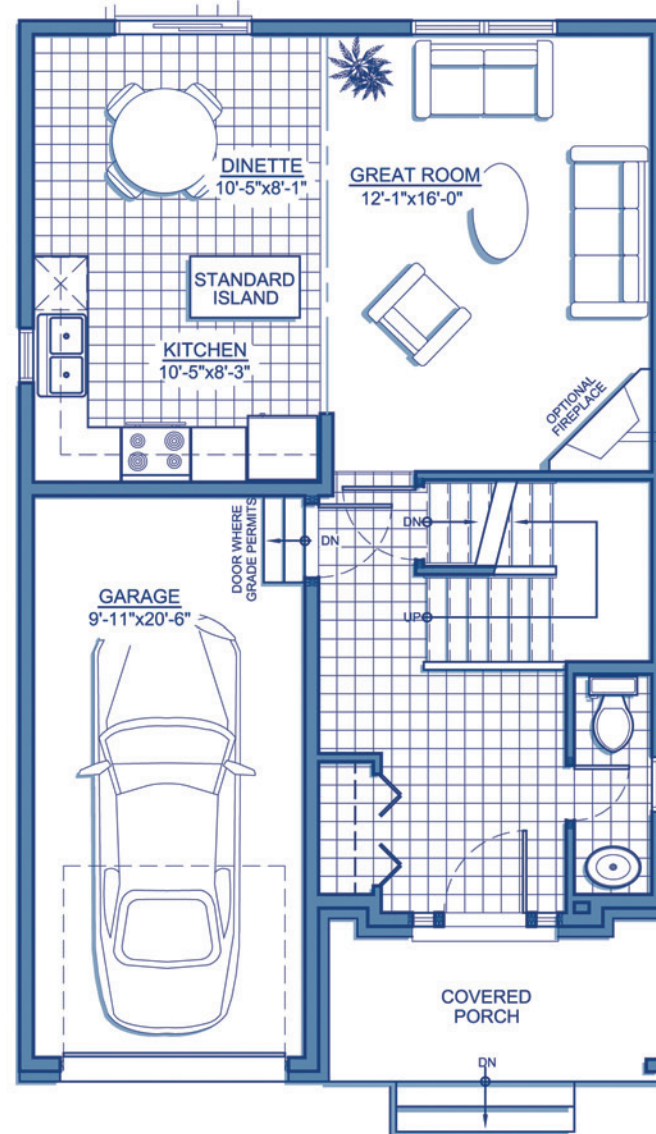 DINETTE
10'-5"x8'-1"
GREAT ROOM
12'-1"x16'-0"
STANDARD
ISLAND
KITCHEN
10'-5"x8'-3"
OPTIONAL
FIREPLACE
DOOR WHERE
GRADE PERMITS
DN
DN
GARAGE
9'-11"x20'-6"
UP
COVERED
PORCH
DN